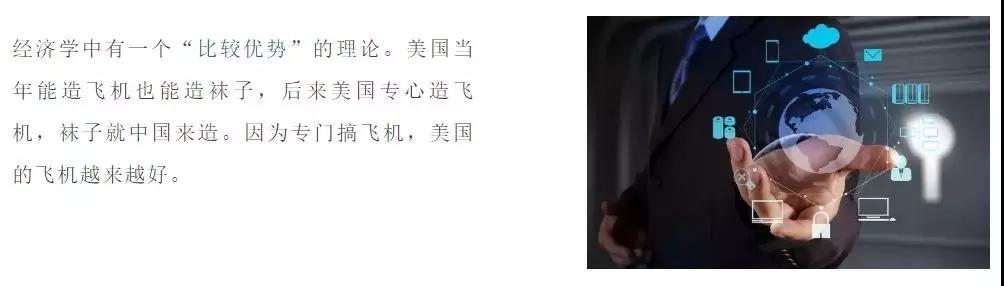 经济学中有一个“比较优势”的理论。美国当
年能造飞机也能造袜子，后来美国专心造飞
机，袜子就中国来造。因为专门搞飞机，美国
的飞机越来越好。